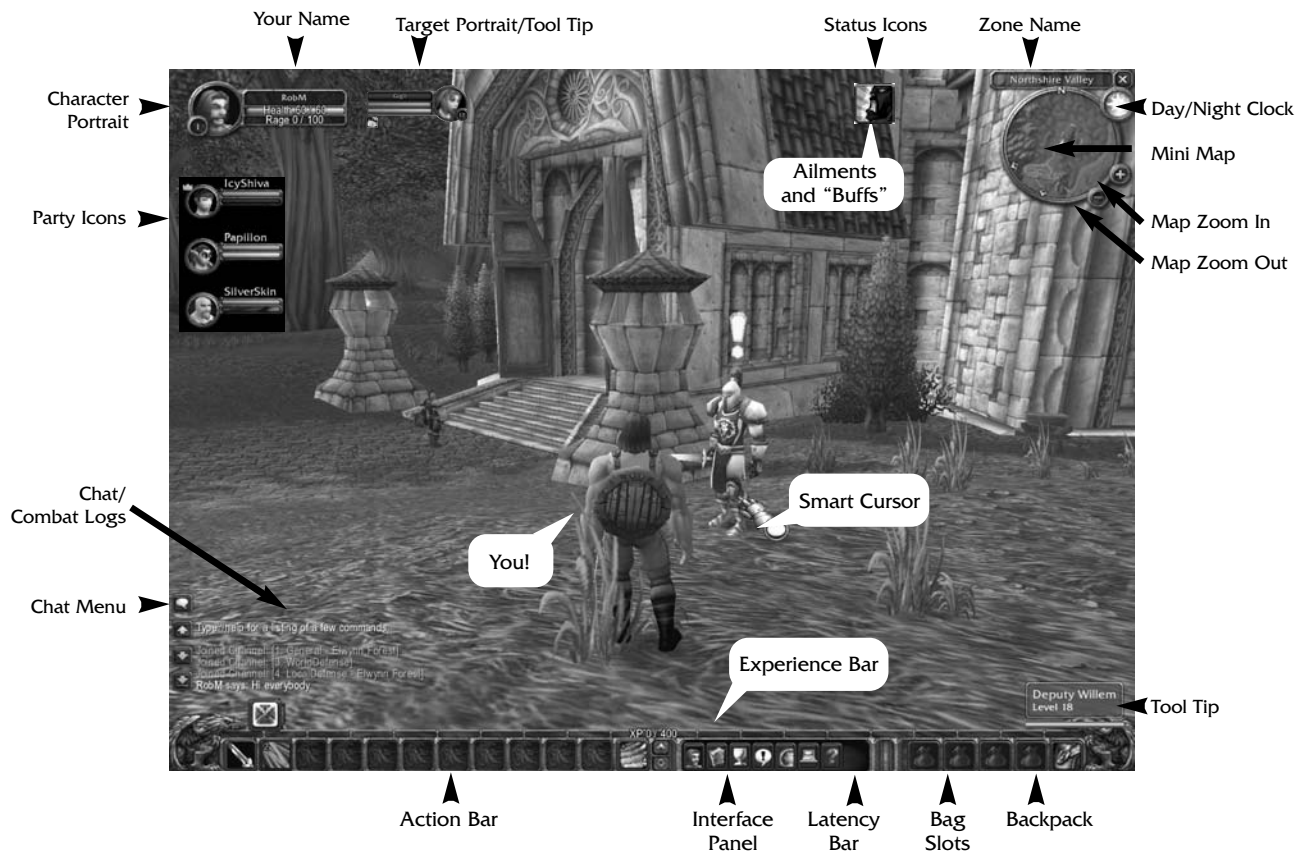 Your Name
Target Portrait/Tool Tip
Status Icons
Zone Name
Character
Portrait
RobM
Health 60 / 60
Rage 0 / 100
1
Northshire Valley
N
Day/Night Clock
Mini Map
Ailments
and “Buffs”
Party Icons
IcyShiva
Papillon
SilverSkin
Map Zoom In
Map Zoom Out
Chat/
Combat Logs
Smart Cursor
You!
Chat Menu
Type /help for a listing of a few commands.
Joined Channel: [1. General - Elwynn Forest]
Joined Channel: [3. WorldDefense]
Joined Channel: [4. LocalDefense - Elwynn Forest]
RobM says: Hi everybody
Experience Bar
Deputy Willem
Level 18
Tool Tip
XP 0 / 400
Action Bar
Interface
Panel
Latency
Bar
Bag
Slots
Backpack